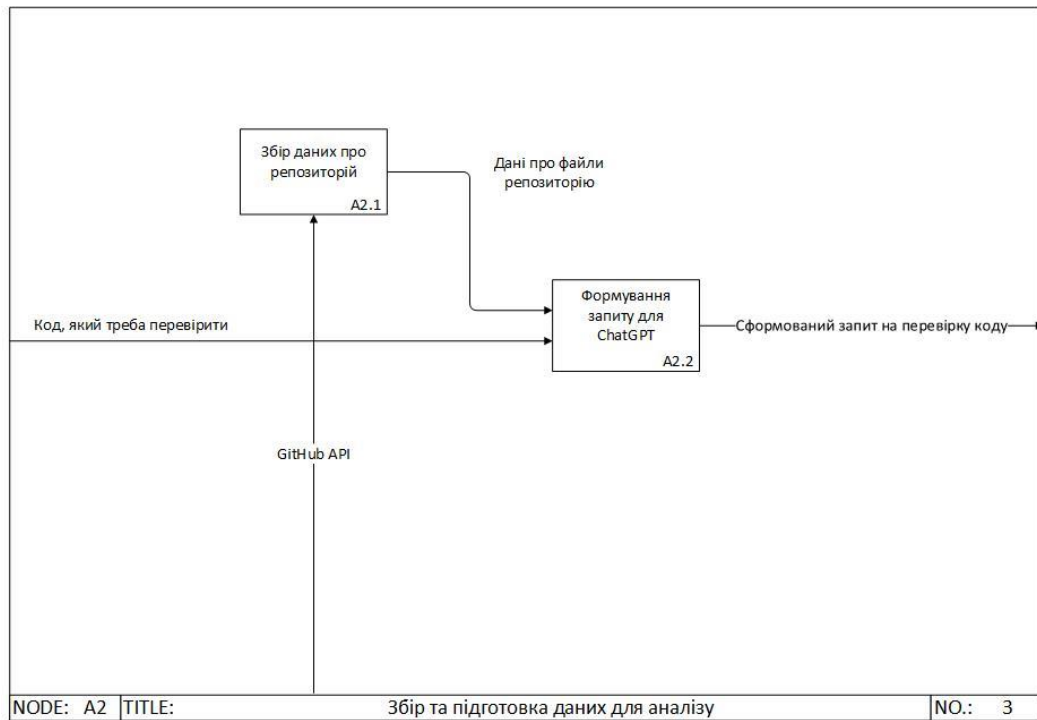 Збір даних про
репозиторій
A2.1
Дані про файли
репозиторію
Код, який треба перевірити
Формування
запиту для
ChatGPT
A2.2
Сформований запит на перевірку коду
GitHub API
NODE: A2 TITLE: Збір та підготовка даних для аналізу NO.: 3